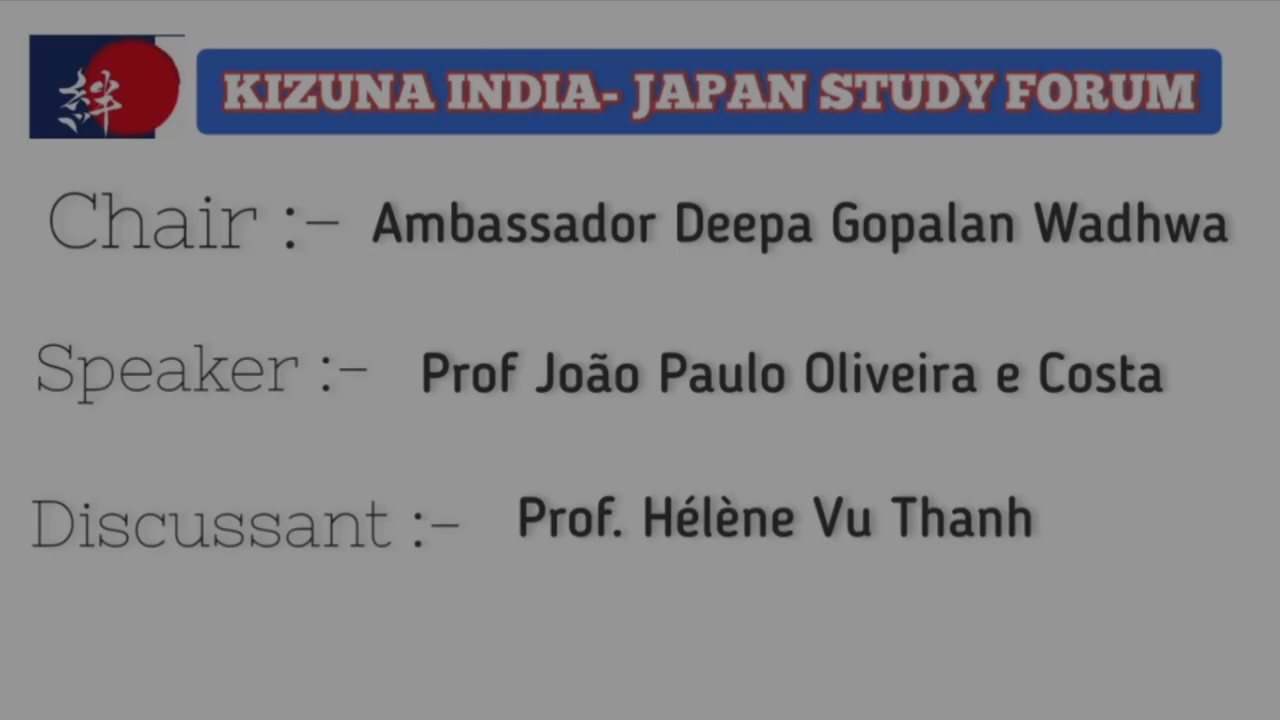 絆
KIZUNA INDIA- JAPAN STUDY FORUM
Chair :- Ambassador Deepa Gopalan Wadhwa
Speaker :- Prof João Paulo Oliveira e Costa
Discussant :- Prof. Hélène Vu Thanh